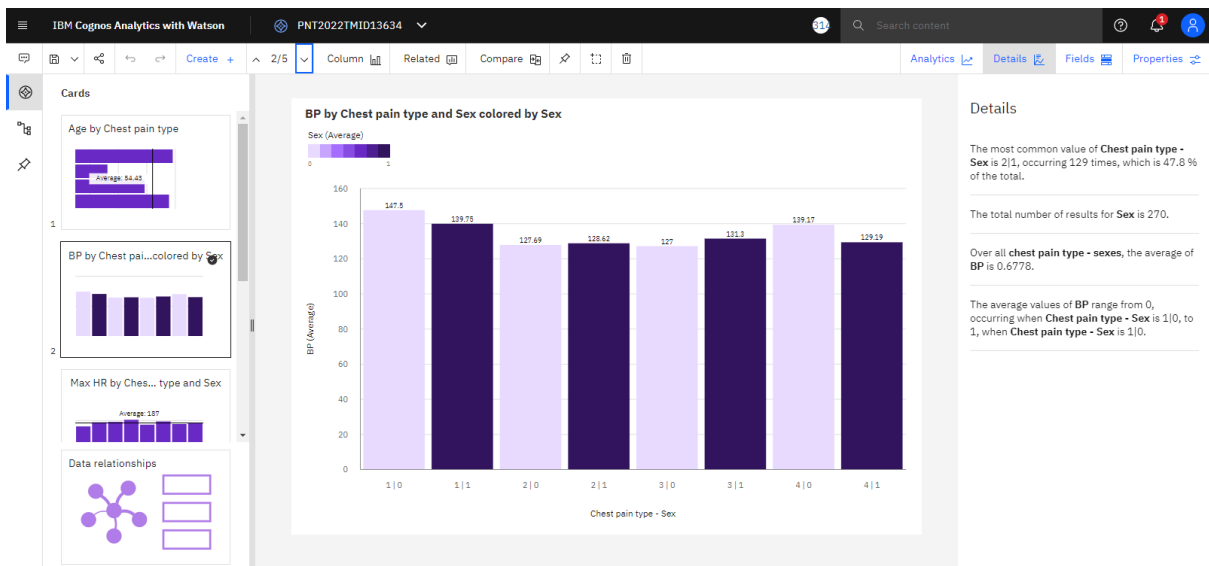 IBM Cognos Analytics with Watson
PNT2022TMID13634
Search content
1
Create +
2/5
Column
Related
Compare
Analytics
Details
Fields
Properties
Cards
Age by Chest pain type
Average: 54.43
1
BP by Chest pai...colored by Sex
2
Max HR by Ches... type and Sex
Average: 187
Data relationships
BP by Chest pain type and Sex colored by Sex
Sex (Average)
0 1
160
140
120
100
80
60
40
20
0
BP (Average)
147.5
139.75
127.69
128.62
127
131.3
139.17
129.19
1|0
1|1
2|0
2|1
3|0
3|1
4|0
4|1
Chest pain type - Sex
Details
The most common value of Chest pain type -
Sex is 2|1, occurring 129 times, which is 47.8 %
of the total.
The total number of results for Sex is 270.
Over all chest pain type - sexes, the average of
BP is 0.6778.
The average values of BP range from 0,
occurring when Chest pain type - Sex is 1|0, to
1, when Chest pain type - Sex is 1|0.